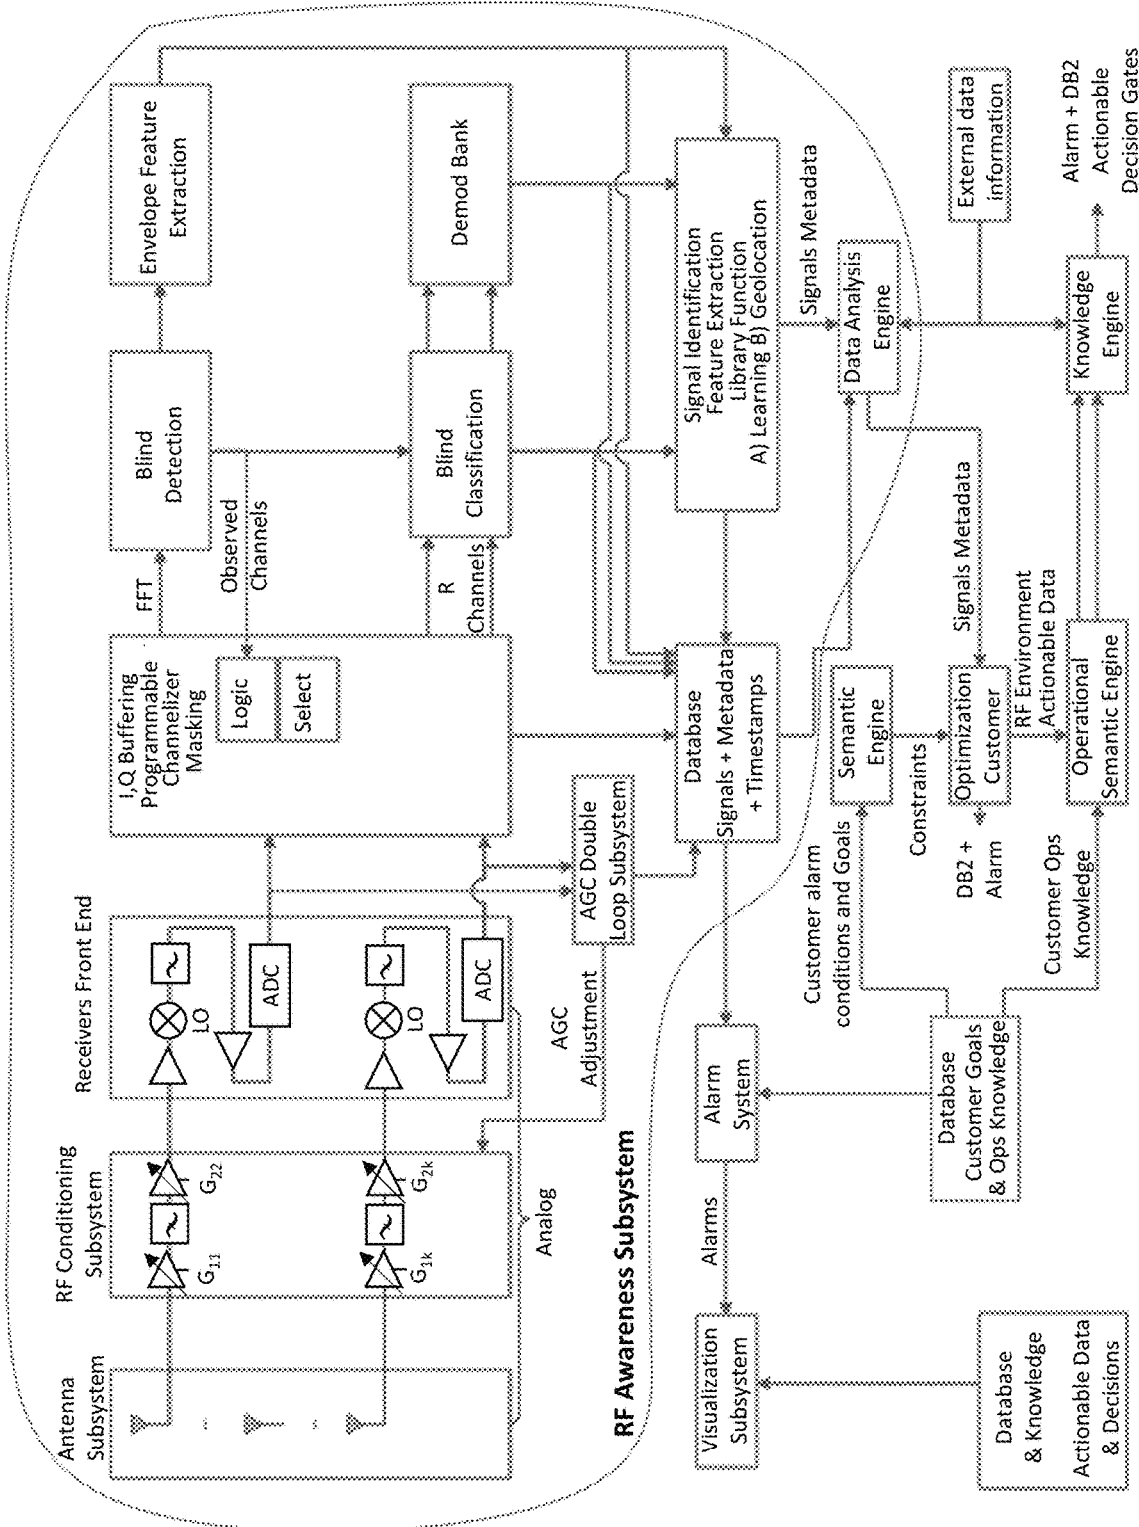 Antenna
Subsystem
RF Conditioning
Subsystem
Receivers Front End
G11
G22
G1k
G2k
LO
ADC
LO
ADC
Analog
I,Q Buffering
Programmable
Channelizer
Masking
Logic
Select
FFT
Observed
Channels
R
Channels
Blind
Detection
Envelope Feature
Extraction
Blind
Classification
Demod Bank
AGC
Adjustment
AGC Double
Loop Subsystem
RF Awareness Subsystem
Database
Signals + Metadata
+ Timestamps
Signal Identification
Feature Extraction
Library Function
A) Learning B) Geolocation
Signals Metadata
Visualization
Subsystem
Alarms
Alarm
System
Customer alarm
conditions and Goals
Semantic
Engine
Data Analysis
Engine
Constraints
Signals Metadata
Database
Customer Goals
& Ops Knowledge
DB2 +
Alarm
Optimization
Customer
External data
information
RF Environment
Actionable Data
Customer Ops
Knowledge
Operational
Semantic Engine
Knowledge
Engine
Alarm + DB2
Actionable
Decision Gates
Database
& Knowledge
Actionable Data
& Decisions